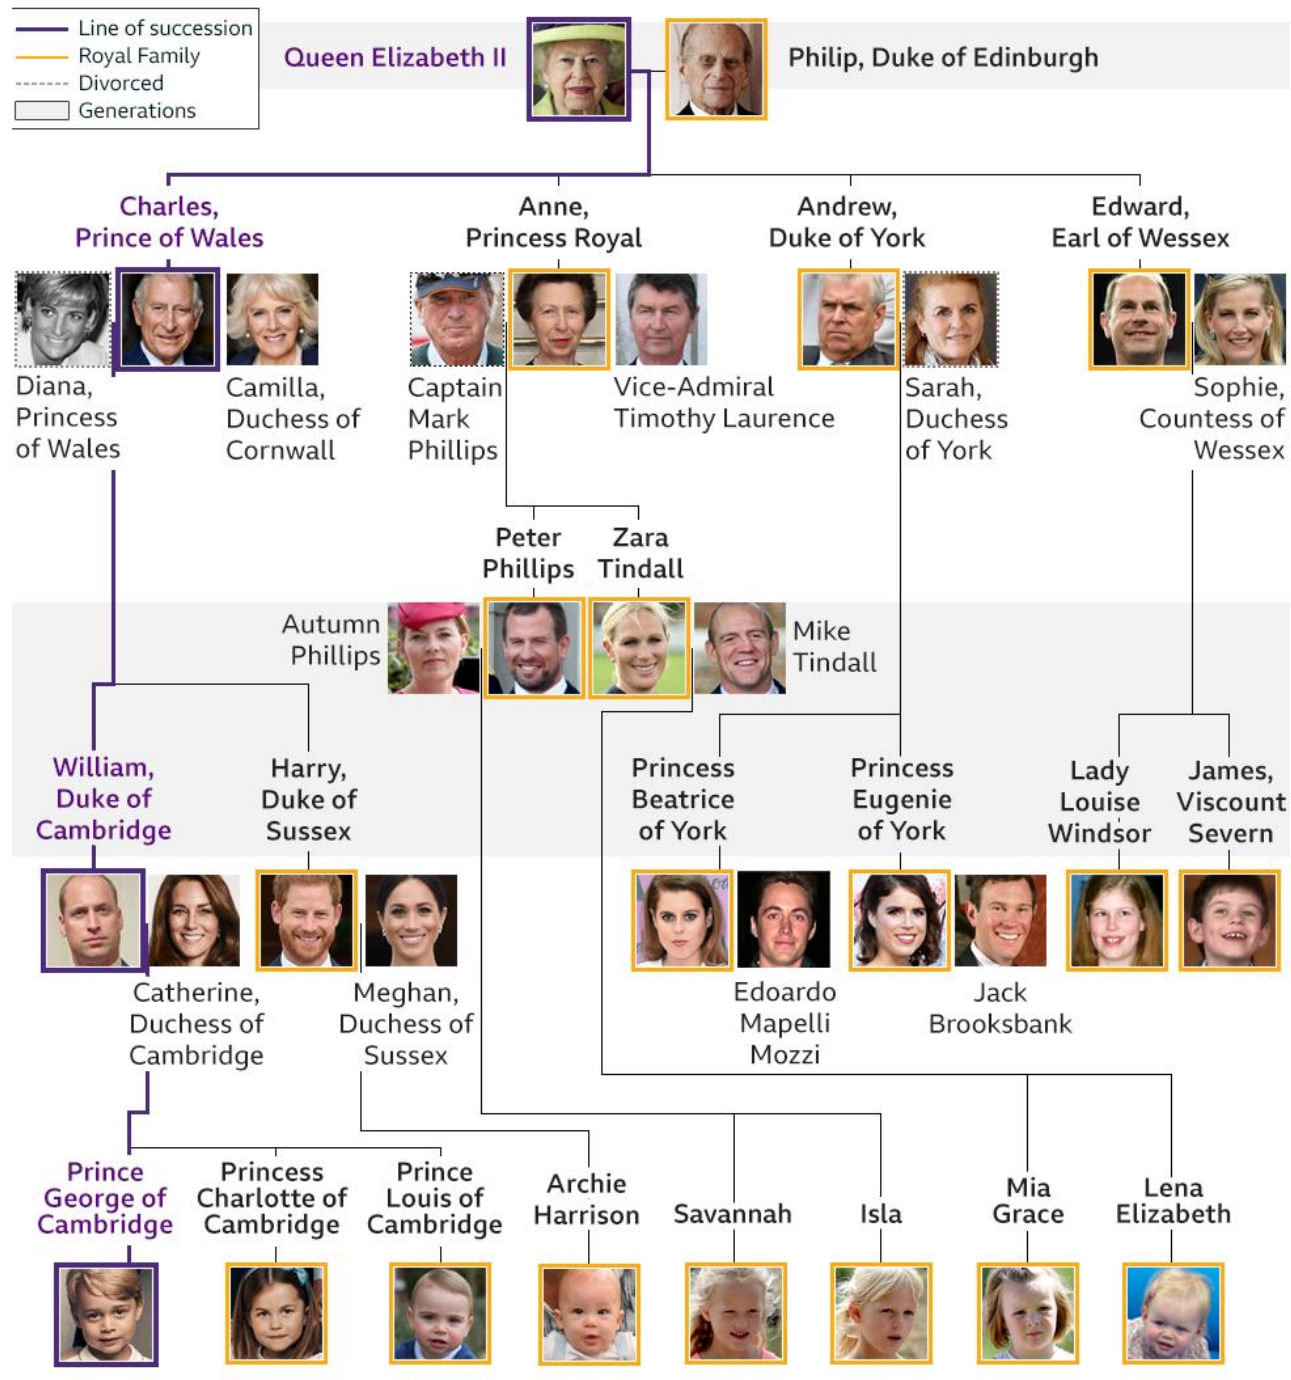 Line of succession
Royal Family
Divorced
Generations
Queen Elizabeth II
Philip, Duke of Edinburgh
Charles,
Prince of Wales
Anne,
Princess Royal
Andrew,
Duke of York
Edward,
Earl of Wessex
Diana,
Princess
of Wales
Camilla,
Duchess of
Cornwall
Captain
Mark
Phillips
Vice-Admiral
Timothy Laurence
Sarah,
Duchess
of York
Sophie,
Countess of
Wessex
Peter
Phillips
Zara
Tindall
Autumn
Phillips
Mike
Tindall
William,
Duke of
Cambridge
Harry,
Duke of
Sussex
Princess
Beatrice
of York
Princess
Eugenie
of York
Lady
Louise
Windsor
James,
Viscount
Severn
Catherine,
Duchess of
Cambridge
Meghan,
Duchess of
Sussex
Edoardo
Mapelli
Mozzi
Jack
Brooksbank
Prince
George of
Cambridge
Princess
Charlotte of
Cambridge
Prince
Louis of
Cambridge
Archie
Harrison
Savannah
Isla
Mia
Grace
Lena
Elizabeth